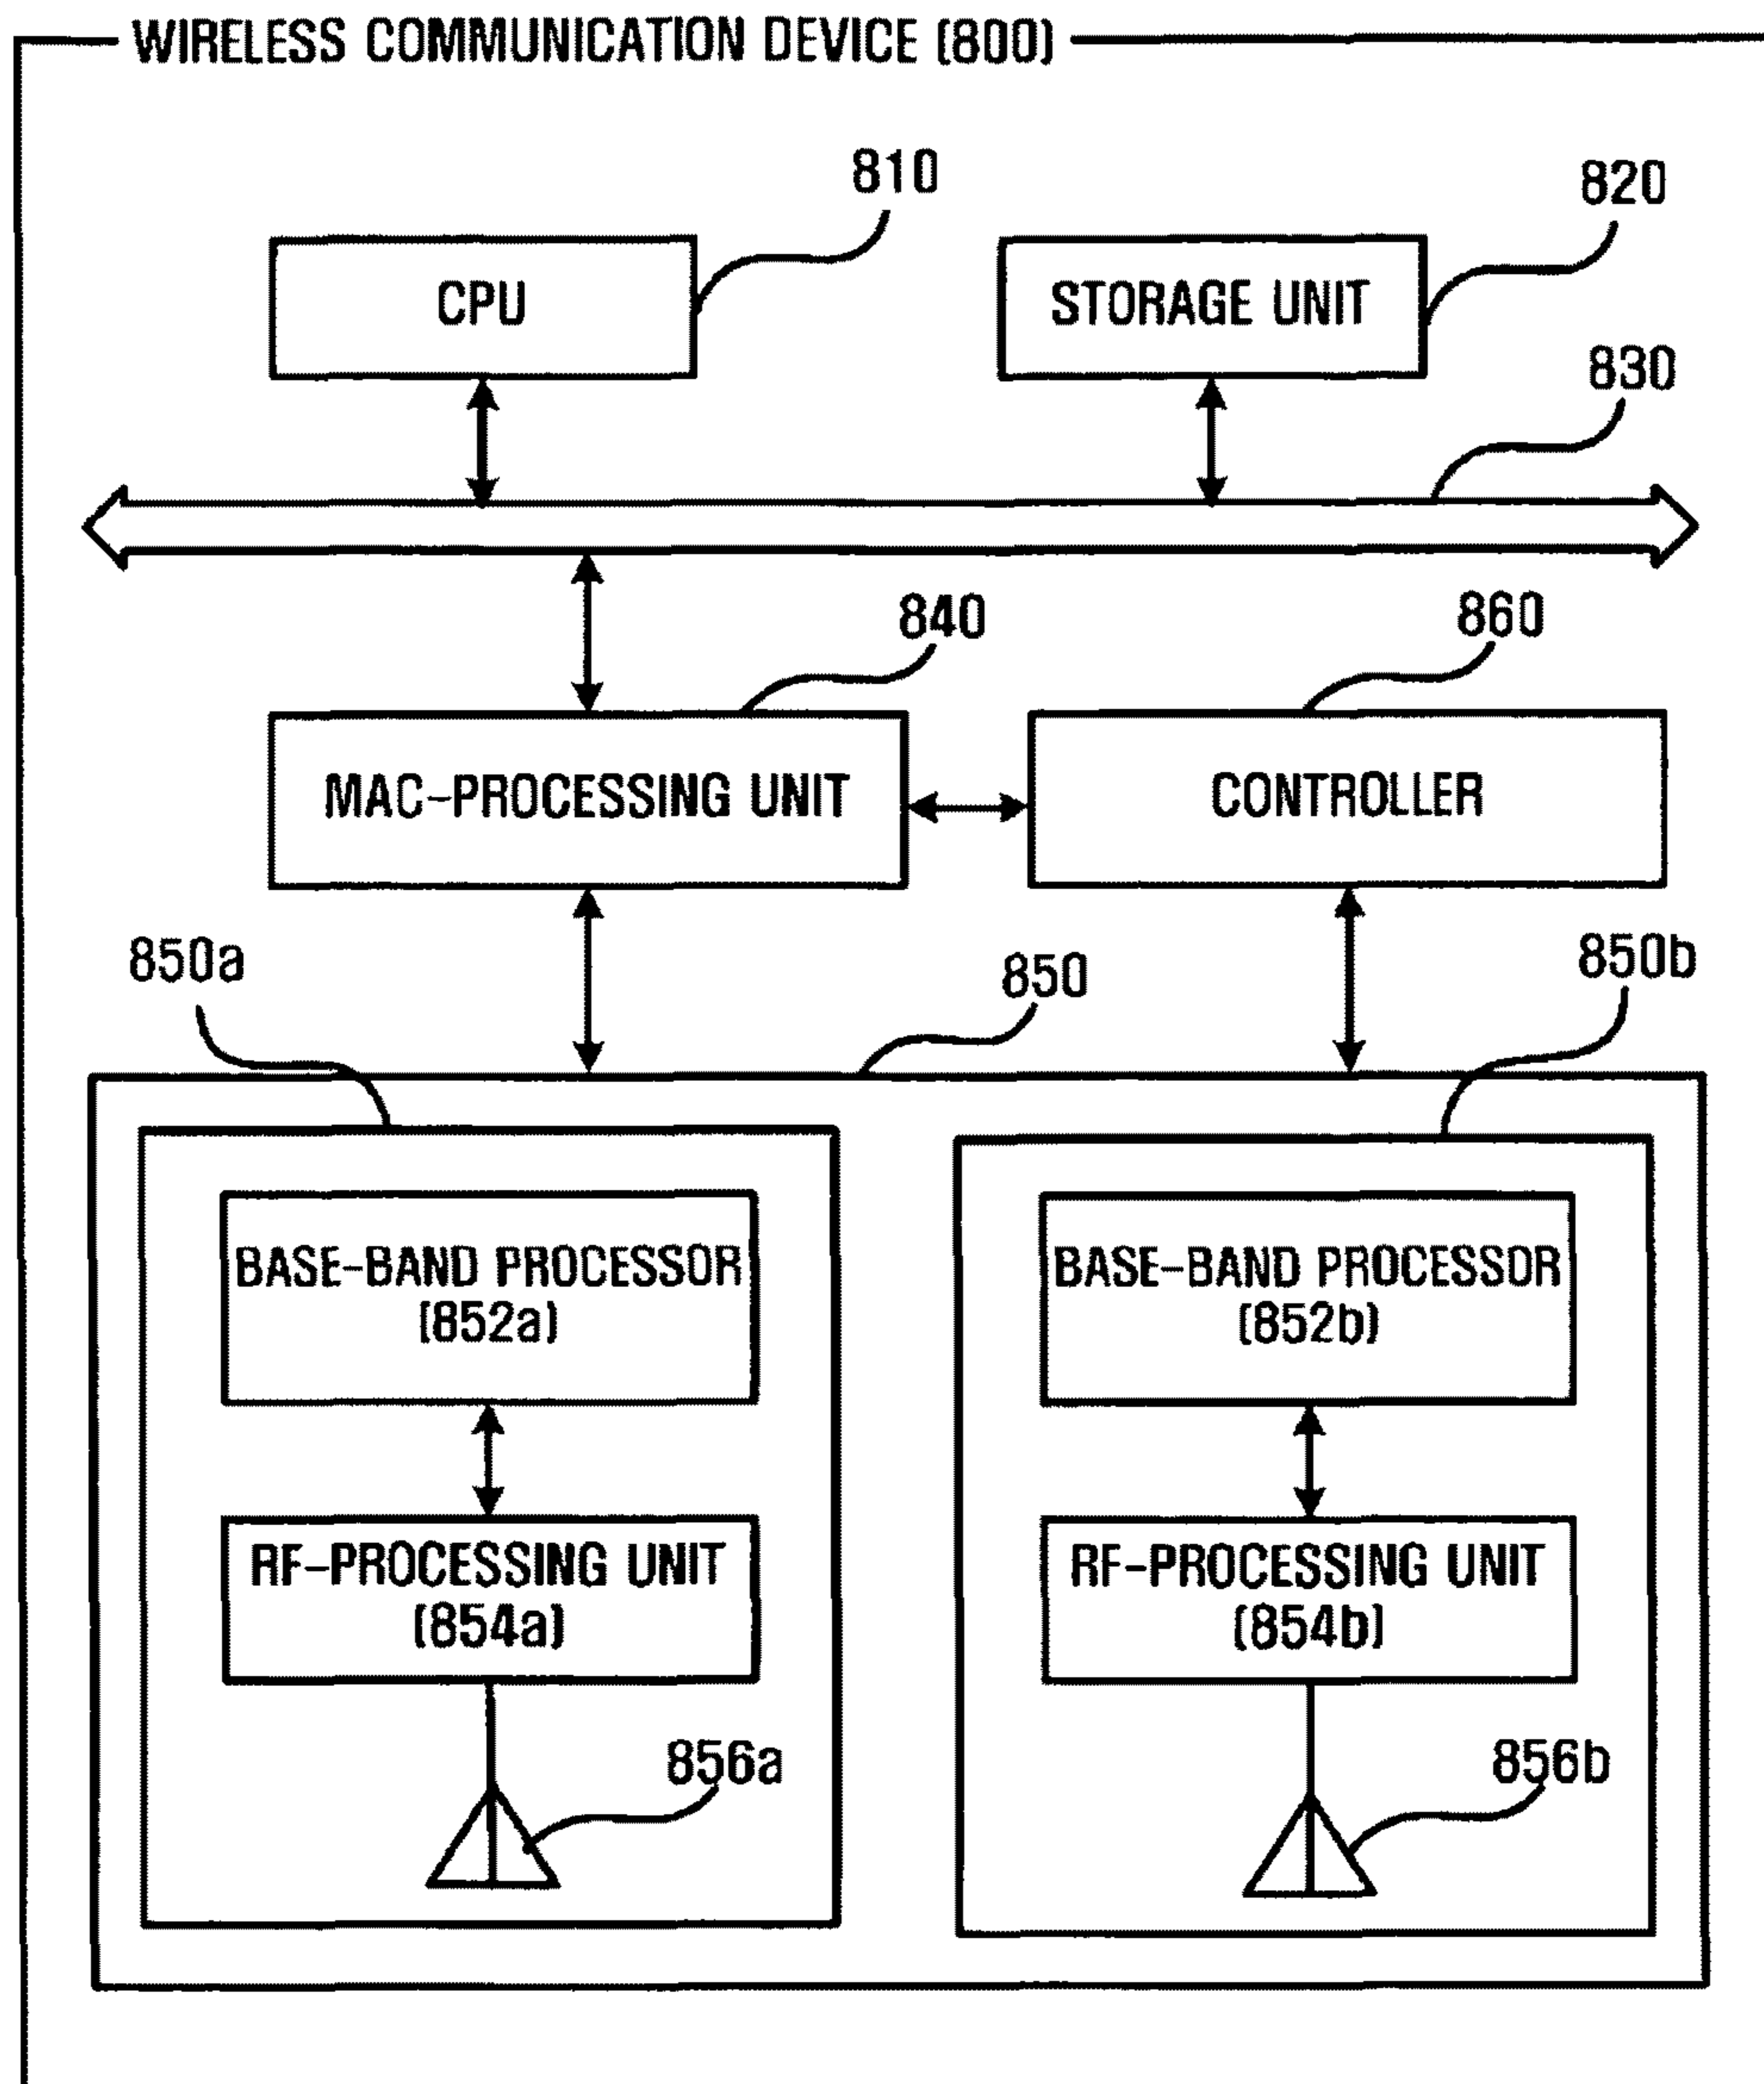 WIRELESS COMMUNICATION DEVICE (800)
810
820
CPU
STORAGE UNIT
830
840
860
MAC-PROCESSING UNIT
CONTROLLER
850a
850
850b
BASE-BAND PROCESSOR
(852a)
BASE-BAND PROCESSOR
(852b)
RF-PROCESSING UNIT
(854a)
RF-PROCESSING UNIT
(854b)
856a
856b